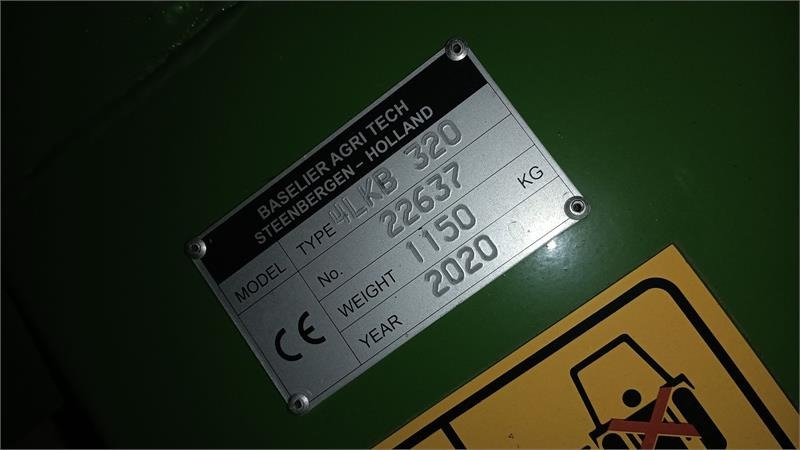 BASELIER AGRI TECH
STEENBERGEN - HOLLAND
MODEL TYPE 4LKB 320
No. 22637
WEIGHT 1150 KG
YEAR 2020
CE